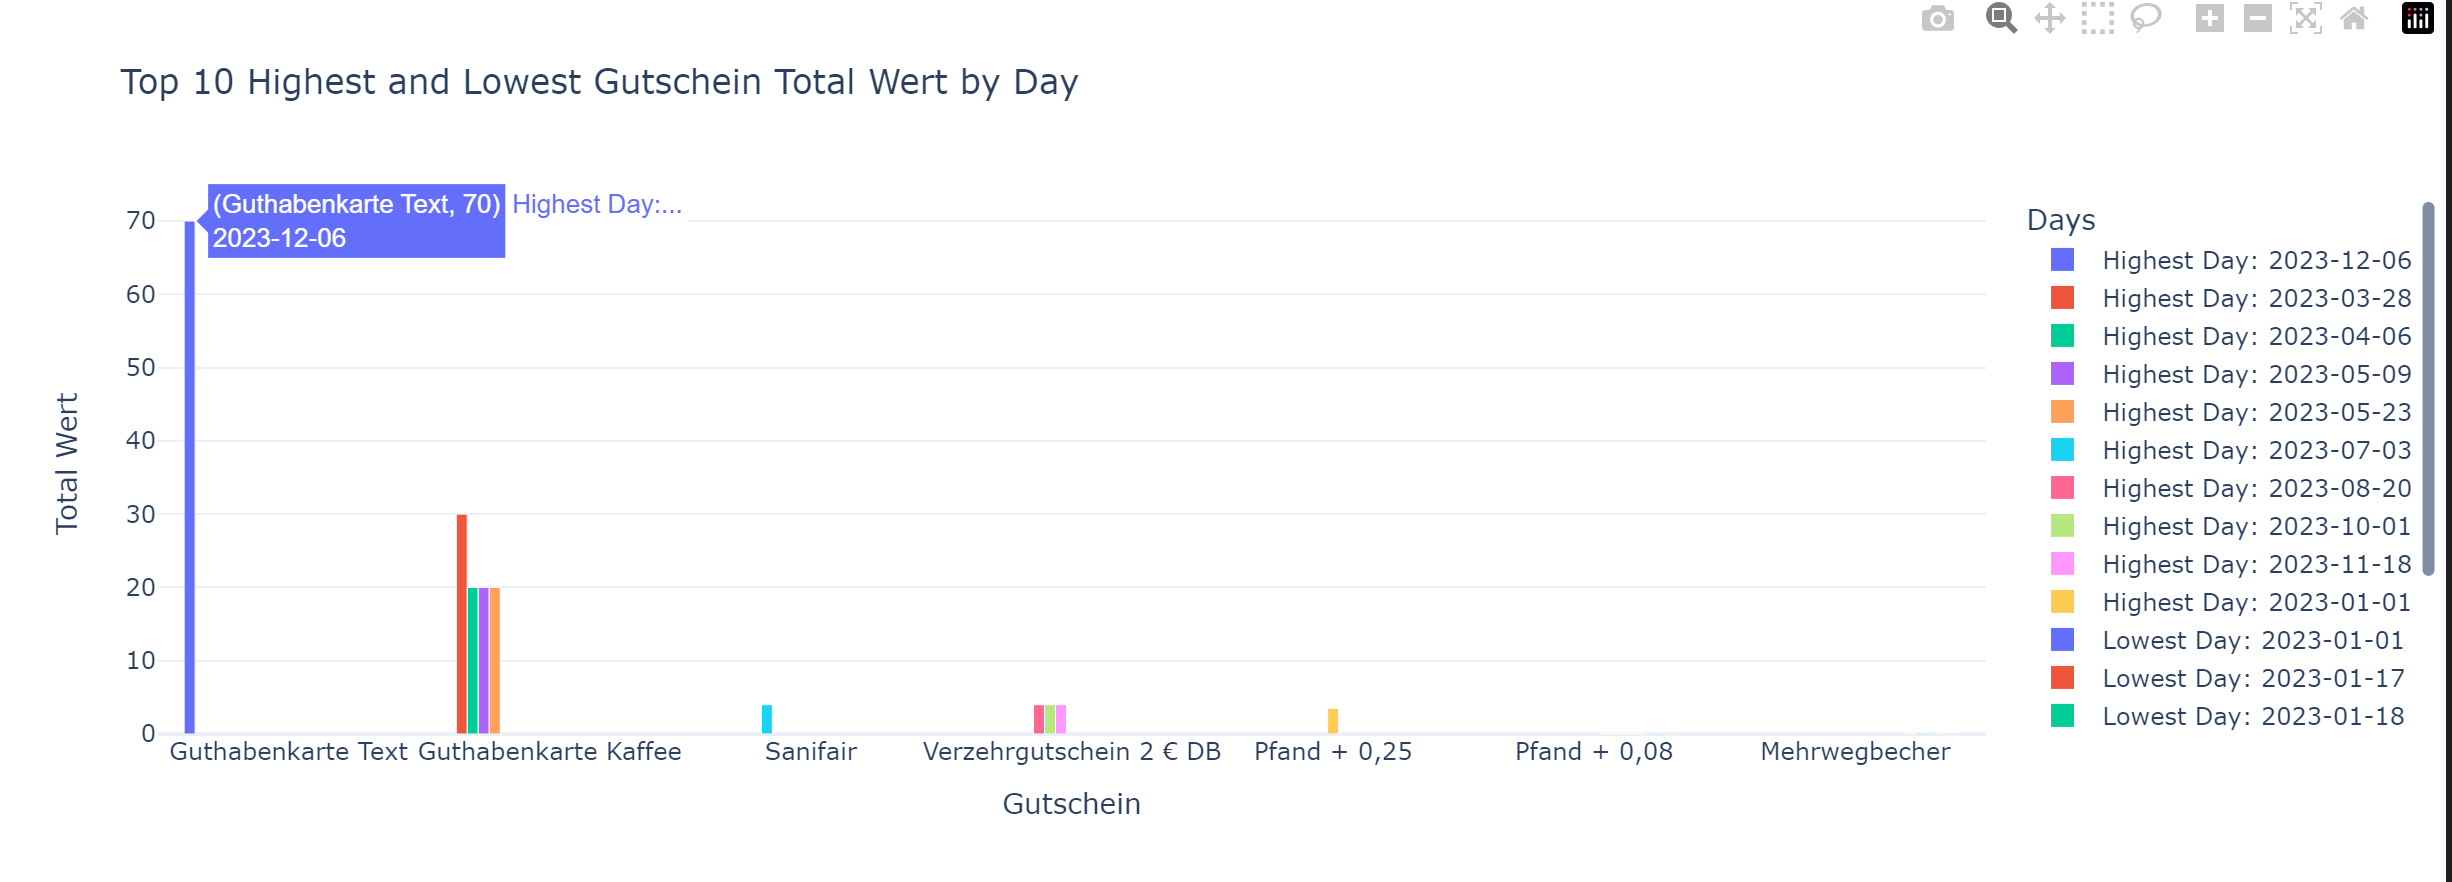 Top 10 Highest and Lowest Gutschein Total Wert by Day
(Guthabenkarte Text, 70) Highest Day:...
2023-12-06
Total Wert
70
60
50
40
30
20
10
0
Guthabenkarte Text Guthabenkarte Kaffee Sanifair Verzehrgutschein 2 € DB Pfand + 0,25 Pfand + 0,08 Mehrwegbecher
Gutschein
Days
Highest Day: 2023-12-06
Highest Day: 2023-03-28
Highest Day: 2023-04-06
Highest Day: 2023-05-09
Highest Day: 2023-05-23
Highest Day: 2023-07-03
Highest Day: 2023-08-20
Highest Day: 2023-10-01
Highest Day: 2023-11-18
Highest Day: 2023-01-01
Lowest Day: 2023-01-01
Lowest Day: 2023-01-17
Lowest Day: 2023-01-18